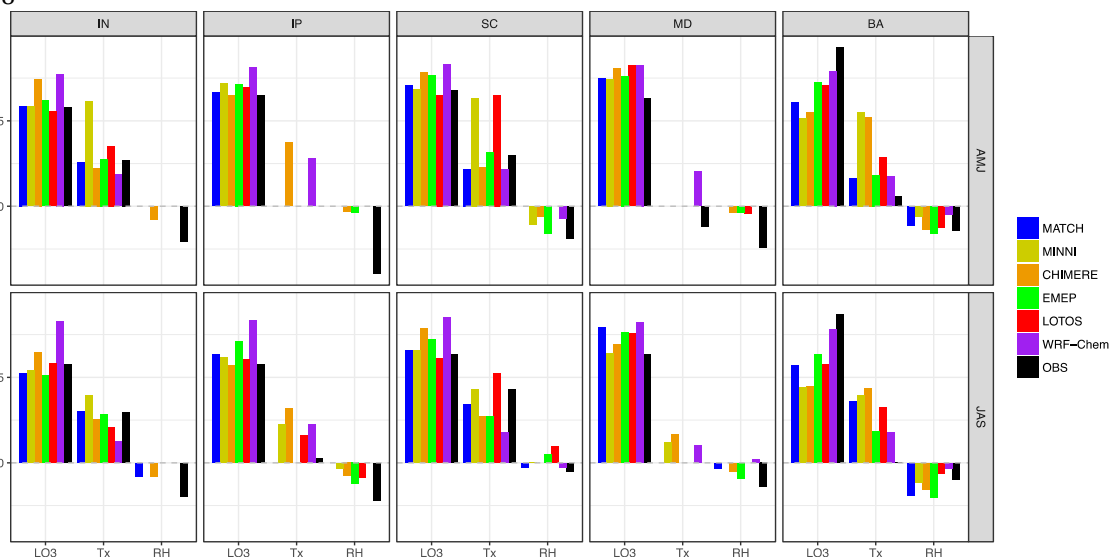 IN IP SC MD BA
AMJ
5
0
JAS
5
0
LO3 Tx RH LO3 Tx RH LO3 Tx RH LO3 Tx RH LO3 Tx RH
MATCH
MINNI
CHIMERE
EMEP
LOTOS
WRF−Chem
OBS